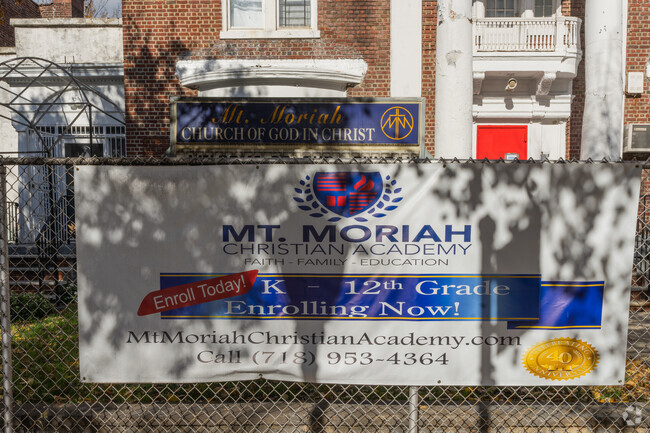 Mt. Moriah
CHURCH OF GOD IN CHRIST
MT. MORIAH
CHRISTIAN ACADEMY
FAITH - FAMILY - EDUCATION
Enroll Today!
K - 12th Grade
Enrolling Now!
MtMoriahChristianAcademy.com
Call (718) 953-4364
40